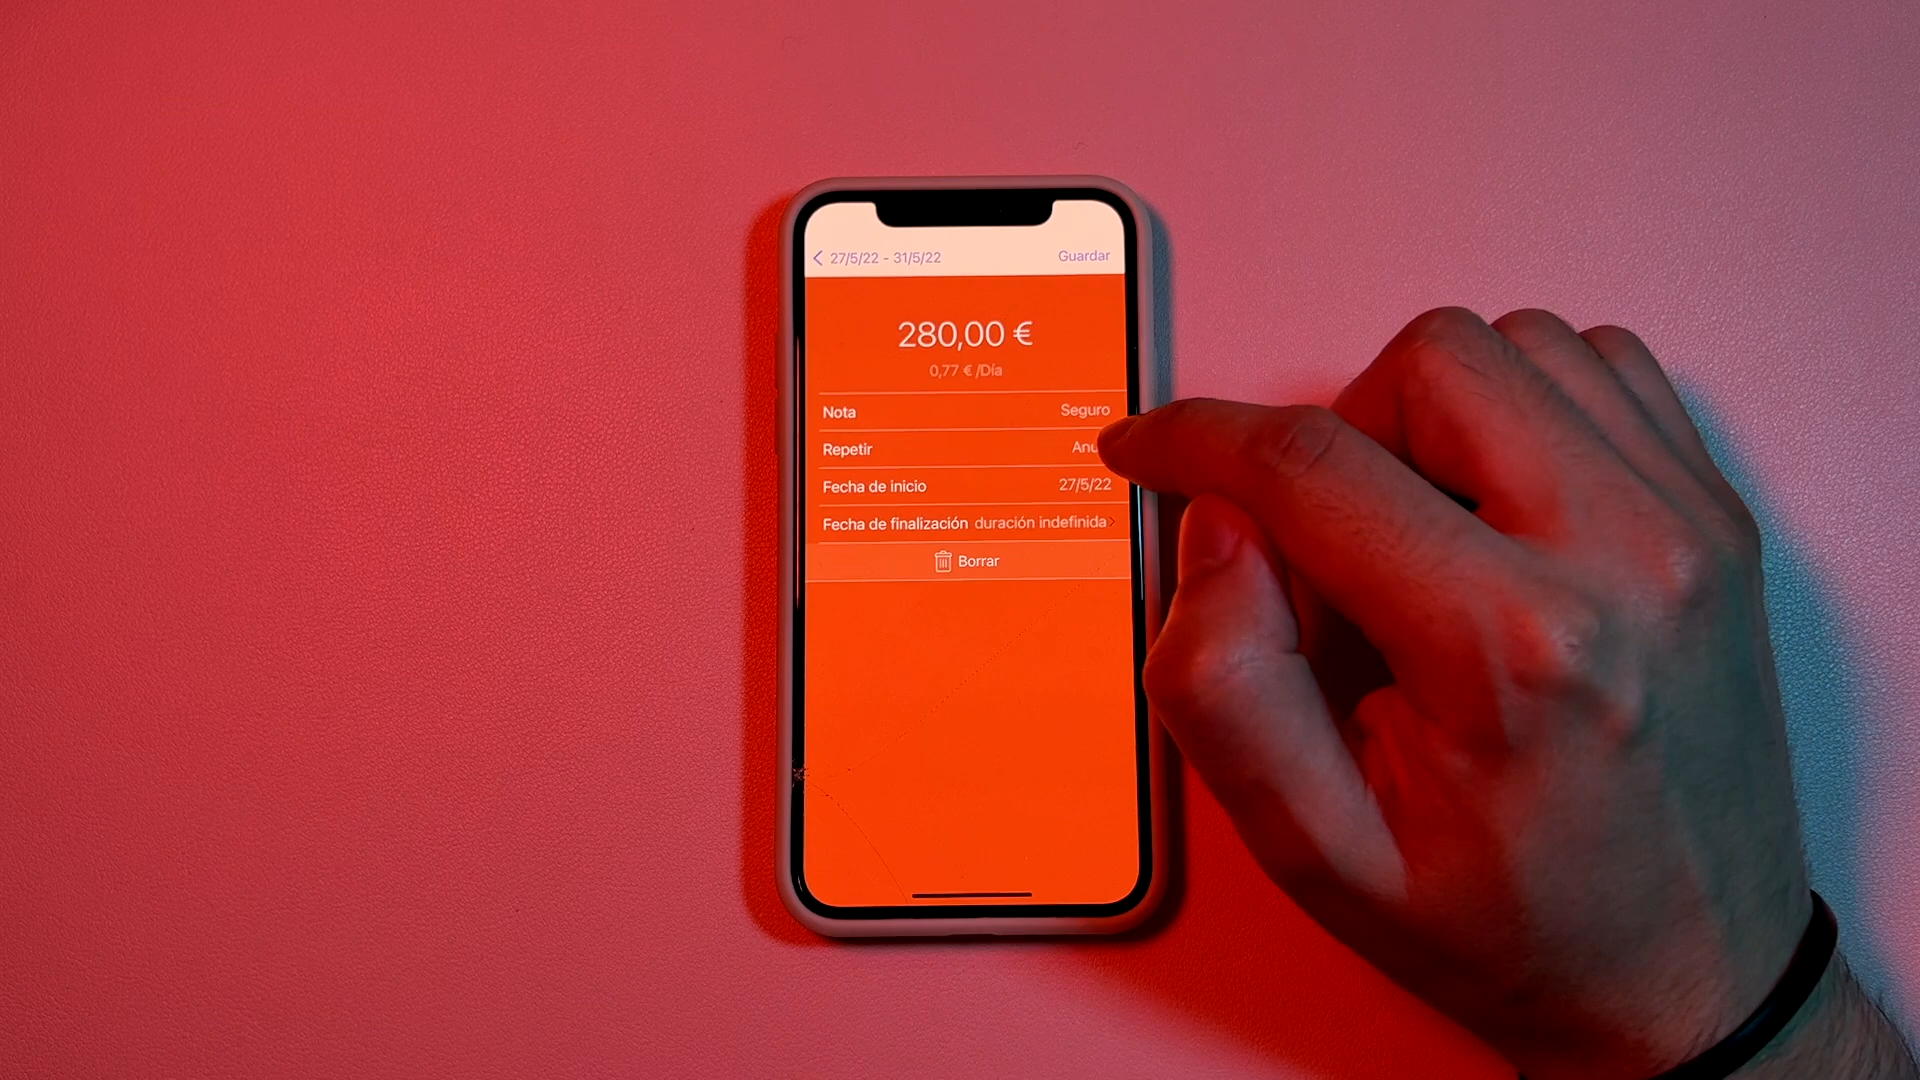 27/5/22 - 31/5/22 Guardar
280,00 €
0,77 € /Día
Nota Seguro
Repetir Anu
Fecha de inicio 27/5/22
Fecha de finalización duración indefinida
Borrar